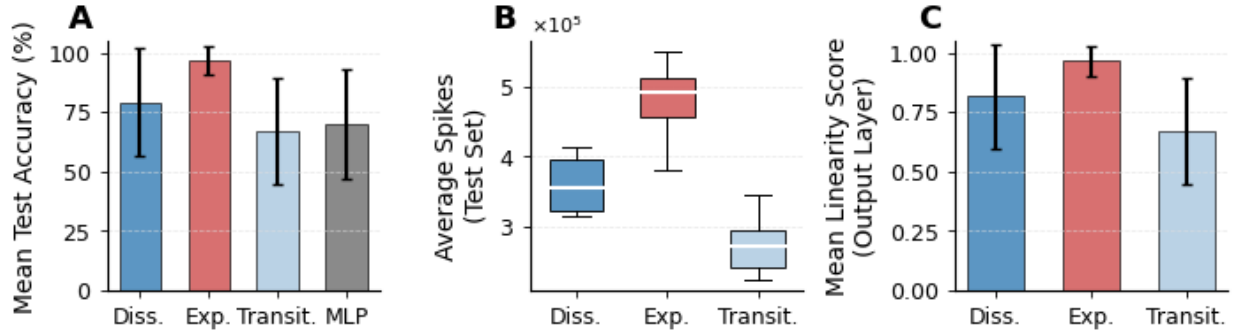 A
Mean Test Accuracy (%)
100
75
50
25
0
Diss. Exp. Transit. MLP
B
×10⁵
Average Spikes
(Test Set)
5
4
3
Diss. Exp. Transit.
C
Mean Linearity Score
(Output Layer)
1.00
0.75
0.50
0.25
0.00
Diss. Exp. Transit.